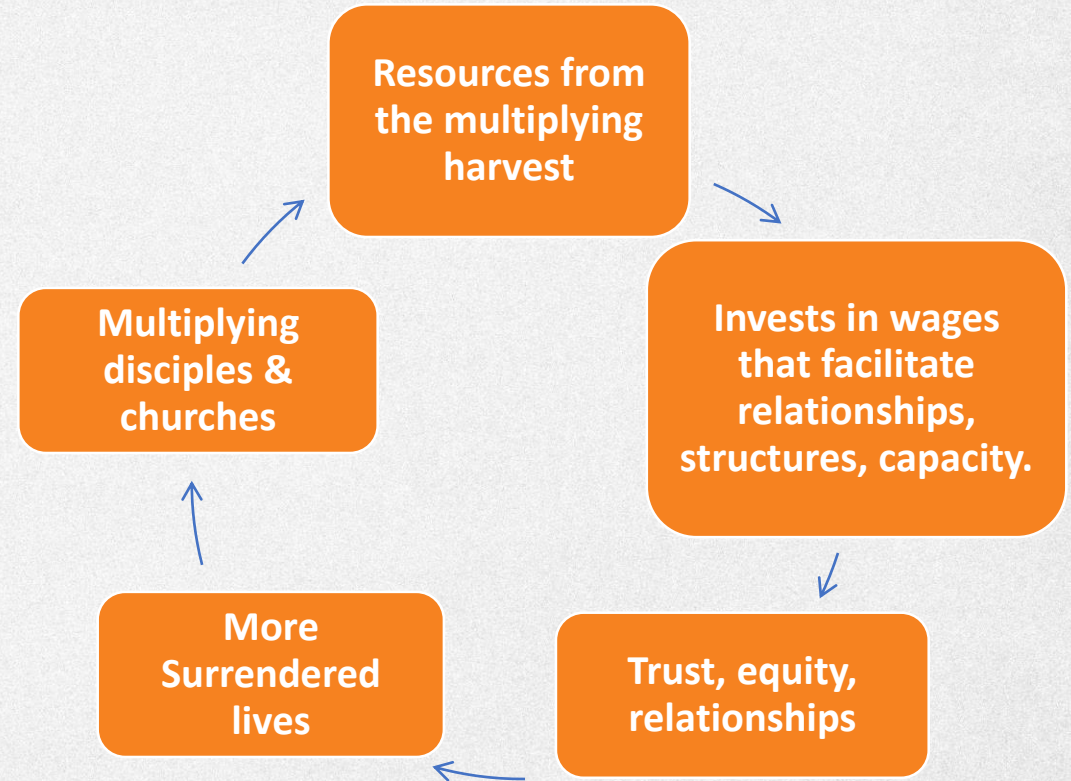 Resources from
the multiplying
harvest
Invests in wages
that facilitate
relationships,
structures, capacity.
Trust, equity,
relationships
More
Surrendered
lives
Multiplying
disciples &
churches